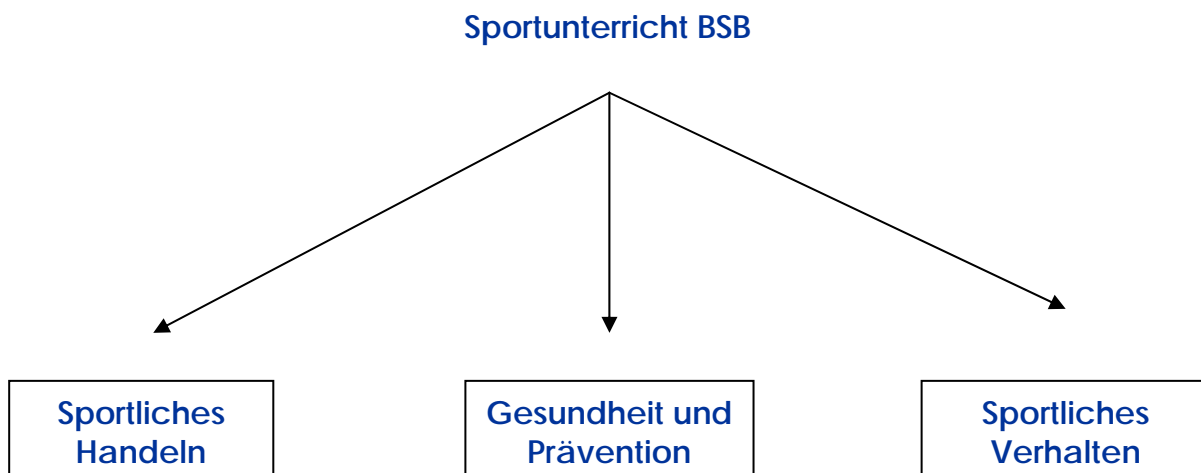 Sportunterricht BSB
Sportliches
Handeln
Gesundheit und
Prävention
Sportliches
Verhalten